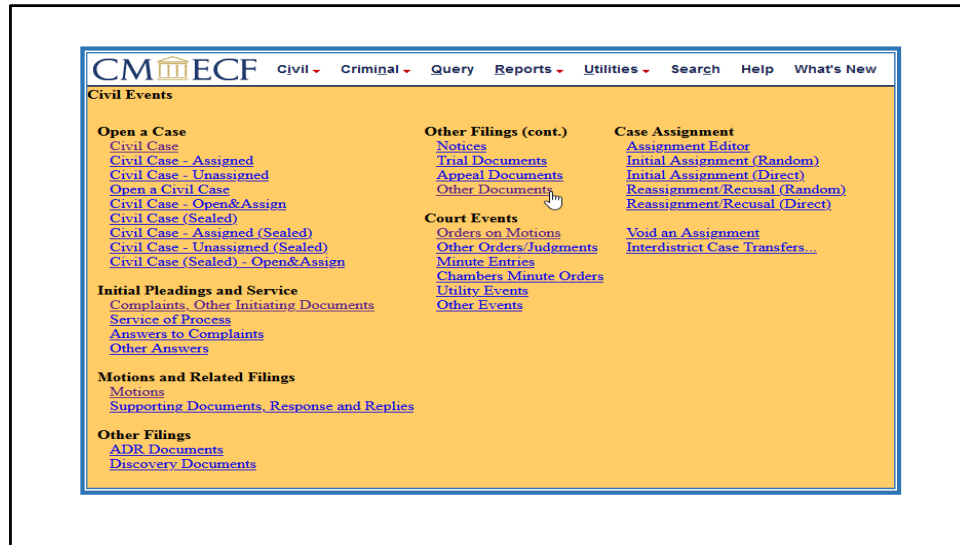 CM ECF Civil Criminal Query Reports Utilities Search Help What's New
Civil Events
Open a Case
Civil Case
Civil Case - Assigned
Civil Case - Unassigned
Open a Civil Case
Civil Case - Open&Assign
Civil Case (Sealed)
Civil Case - Assigned (Sealed)
Civil Case - Unassigned (Sealed)
Civil Case (Sealed) - Open&Assign
Initial Pleadings and Service
Complaints, Other Initiating Documents
Service of Process
Answers to Complaints
Other Answers
Motions and Related Filings
Motions
Supporting Documents, Response and Replies
Other Filings
ADR Documents
Discovery Documents
Other Filings (cont.)
Notices
Trial Documents
Appeal Documents
Other Documents
Court Events
Orders on Motions
Other Orders/Judgments
Minute Entries
Chambers Minute Orders
Utility Events
Other Events
Case Assignment
Assignment Editor
Initial Assignment (Random)
Initial Assignment (Direct)
Reassignment/Recusal (Random)
Reassignment/Recusal (Direct)
Void an Assignment
Interdistrict Case Transfers...